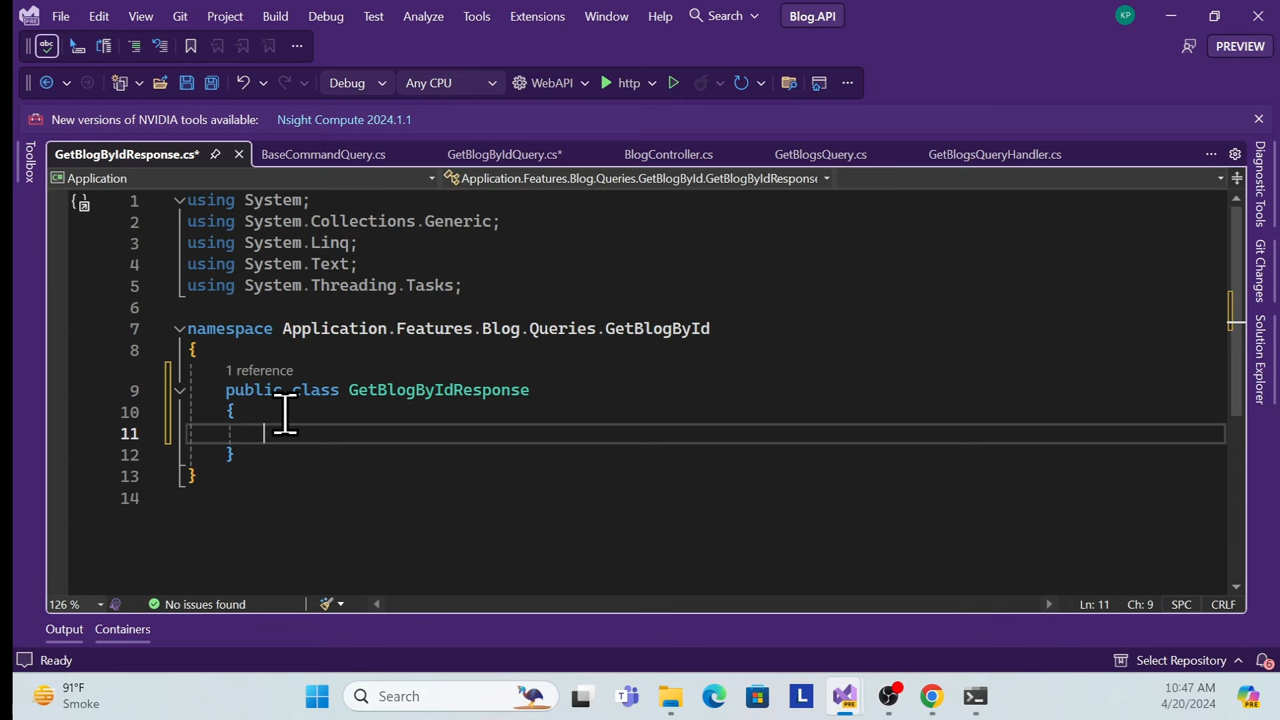 File Edit View Git Project Build Debug Test Analyze Tools Extensions Window Help Search Blog.API KP
abc
Debug Any CPU WebAPI http PREVIEW
New versions of NVIDIA tools available: Nsight Compute 2024.1.1
GetBlogByIdResponse.cs* BaseCommandQuery.cs GetBlogByIdQuery.cs* BlogController.cs GetBlogsQuery.cs GetBlogsQueryHandler.cs
Application Application.Features.Blog.Queries.GetBlogById.GetBlogByIdResponse
Toolbox
1 using System;
2 using System.Collections.Generic;
3 using System.Linq;
4 using System.Text;
5 using System.Threading.Tasks;
6
7 namespace Application.Features.Blog.Queries.GetBlogById
8 {
1 reference
9 public class GetBlogByIdResponse
10 {
11
12 }
13 }
14
Diagnostic Tools
Git Changes
Solution Explorer
126 % No issues found Ln: 11 Ch: 9 SPC CRLF
Output Containers
Ready Select Repository 6
91°F
Smoke
Search
L
PRE
10:47 AM
4/20/2024
PRE